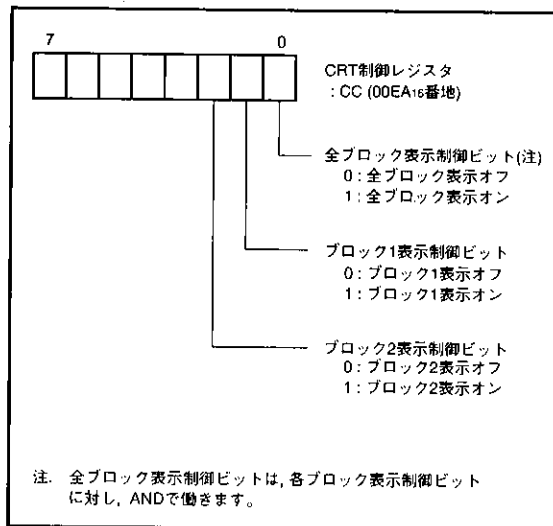 7 0
CRT制御レジスタ
: CC (00EA16番地)
全ブロック表示制御ビット(注)
0 : 全ブロック表示オフ
1 : 全ブロック表示オン
ブロック1表示制御ビット
0 : ブロック1表示オフ
1 : ブロック1表示オン
ブロック2表示制御ビット
0 : ブロック2表示オフ
1 : ブロック2表示オン
注. 全ブロック表示制御ビットは, 各ブロック表示制御ビット
に対し, ANDで働きます。